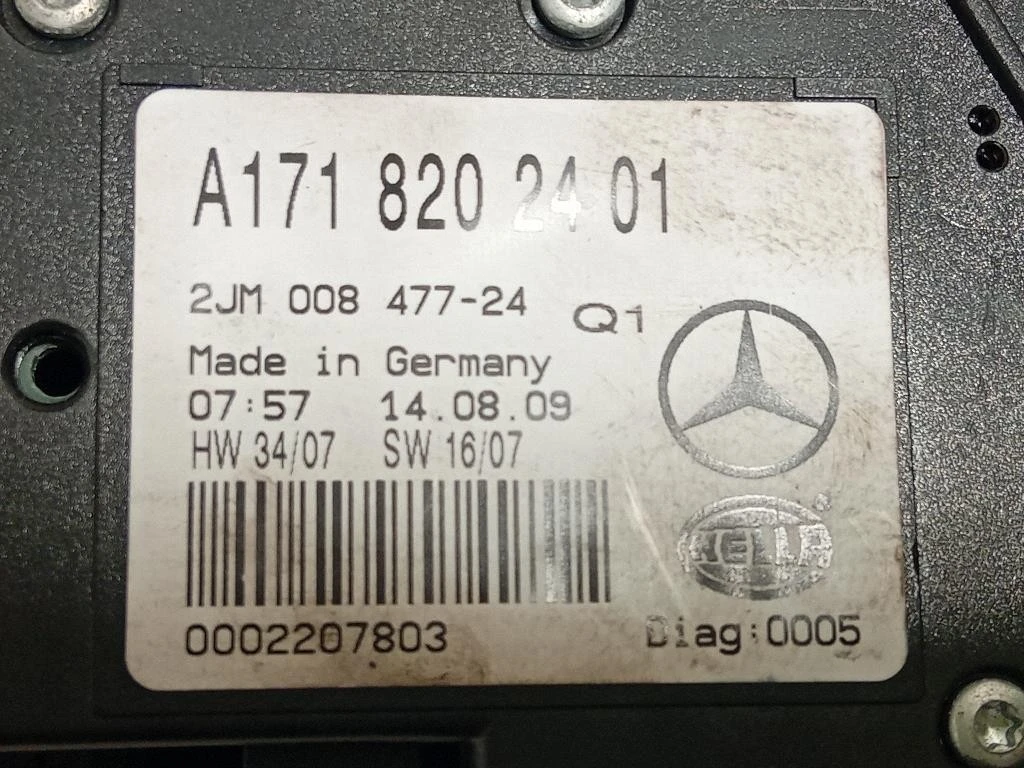 A171 820 24 01
2JM 008 477-24 Q1
Made in Germany
07:57 14.08.09
HW 34/07 SW 16/07
HELLA ®
0002207803 Diag:0005